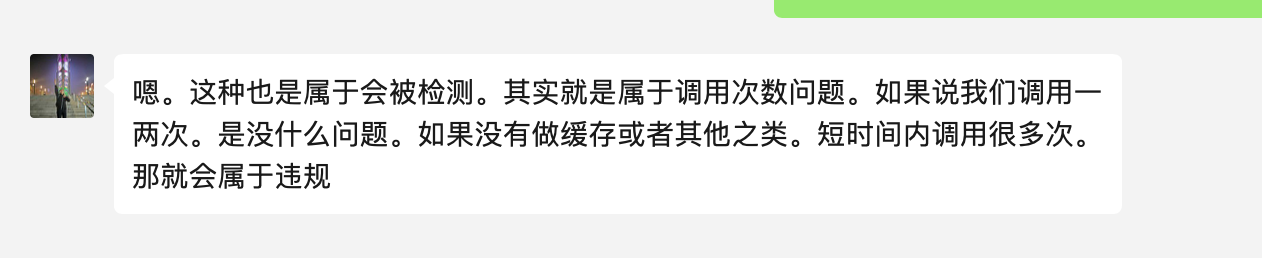 嗯。这种也是属于会被检测。其实就是属于调用次数问题。如果说我们调用一
两次。是没什么问题。如果没有做缓存或者其他之类。短时间内调用很多次。
那就会属于违规